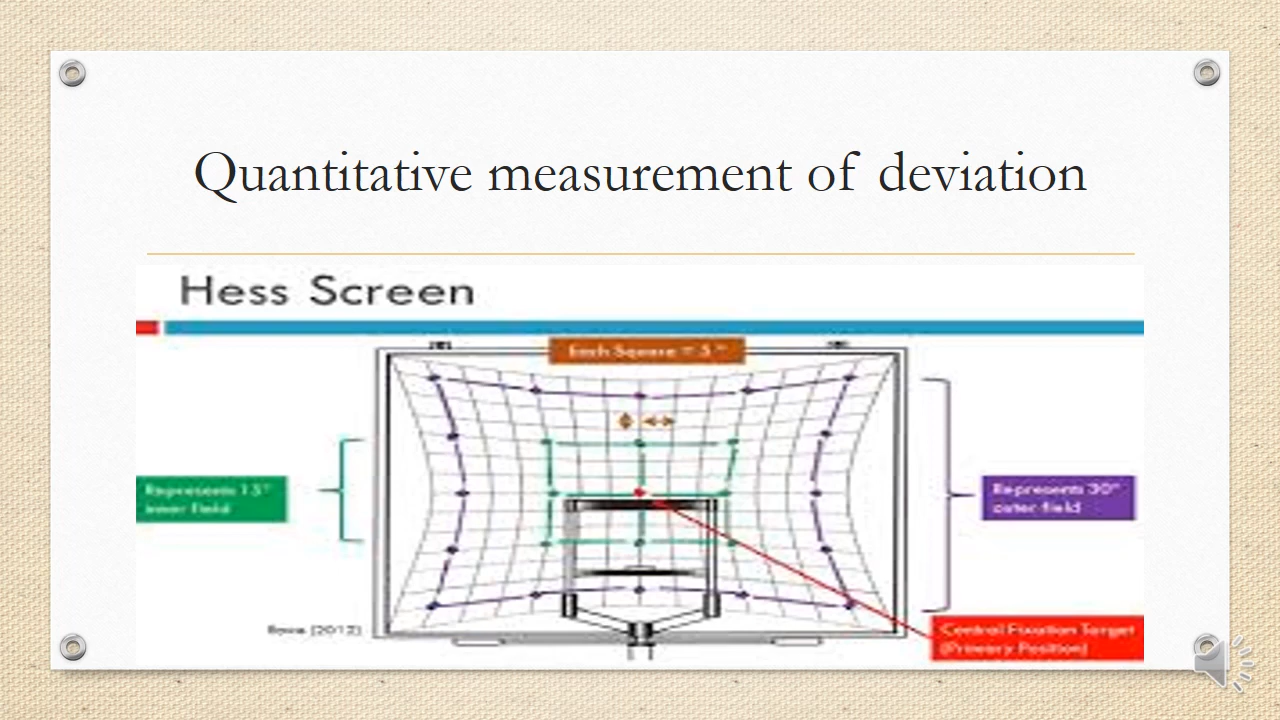 Quantitative measurement of deviation
Hess Screen
Each Square = 5°
Represents 15°
inner field
Represents 30°
outer field
(2012)
Central Fixation Target
(Primary Position)